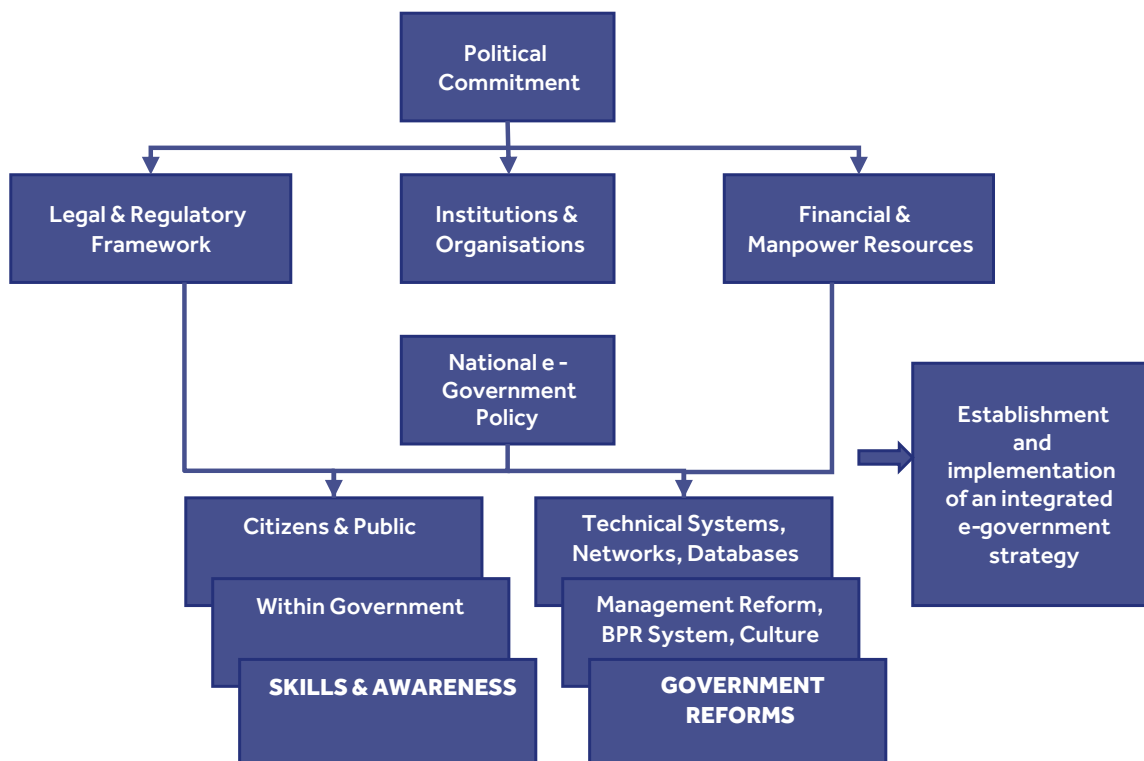 Political
Commitment
Legal & Regulatory
Framework
Institutions &
Organisations
Financial &
Manpower Resources
National e -
Government
Policy
Establishment
and
implementation
of an integrated
e-government
strategy
Citizens & Public
Technical Systems,
Networks, Databases
Within Government
Management Reform,
BPR System, Culture
SKILLS & AWARENESS
GOVERNMENT
REFORMS